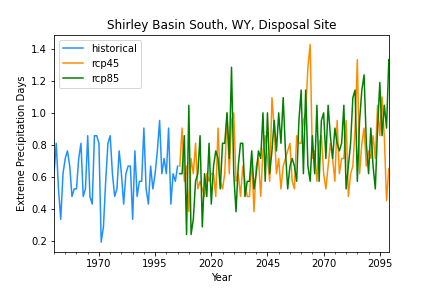 Shirley Basin South, WY, Disposal Site
historical
rcp45
rcp85
Extreme Precipitation Days
1.4
1.2
1.0
0.8
0.6
0.4
0.2
1970
1995
2020
2045
2070
2095
Year